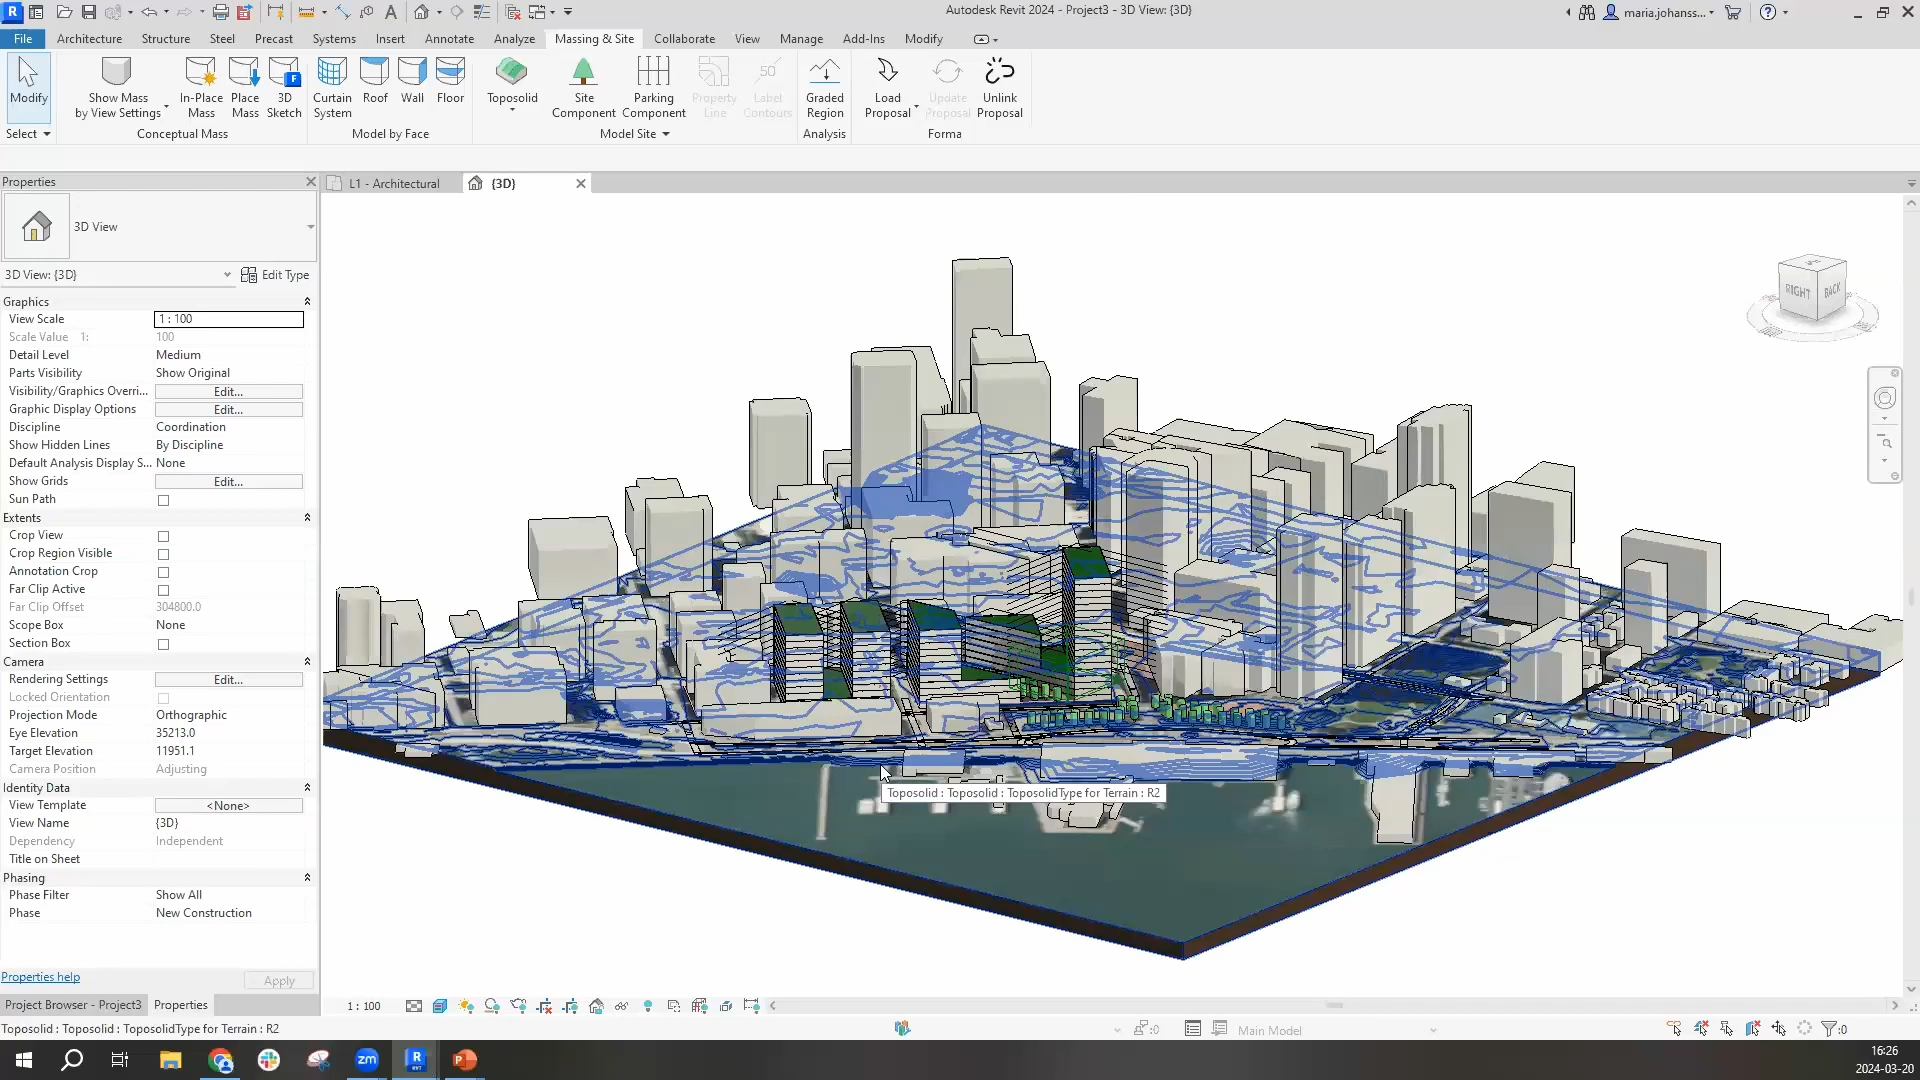 Autodesk Revit 2024 - Project3 - 3D View: {3D}
maria.johanss...
File Architecture Structure Steel Precast Systems Insert Annotate Analyze Massing & Site Collaborate View Manage Add-Ins Modify
Modify
Show Mass
by View Settings
In-Place
Mass
Place
Mass
3D
Sketch
Curtain
System
Roof
Wall
Floor
Toposolid
Site
Component
Parking
Component
Property
Line
Label
Contours
Graded
Region
Load
Proposal
Update
Proposal
Unlink
Proposal
Select
Conceptual Mass
Model by Face
Model Site
Analysis
Forma
Properties
L1 - Architectural
{3D}
3D View
3D View: {3D}
Edit Type
Graphics
View Scale 1 : 100
Scale Value 1: 100
Detail Level Medium
Parts Visibility Show Original
Visibility/Graphics Overri... Edit...
Graphic Display Options Edit...
Discipline Coordination
Show Hidden Lines By Discipline
Default Analysis Display S... None
Show Grids Edit...
Sun Path
Extents
Crop View
Crop Region Visible
Annotation Crop
Far Clip Active
Far Clip Offset 304800.0
Scope Box None
Section Box
Camera
Rendering Settings Edit...
Locked Orientation
Projection Mode Orthographic
Eye Elevation 35213.0
Target Elevation 11951.1
Camera Position Adjusting
Identity Data
View Template <None>
View Name {3D}
Dependency Independent
Title on Sheet
Phasing
Phase Filter Show All
Phase New Construction
Properties help
Apply
Project Browser - Project3 Properties
RIGHT BACK
Toposolid : Toposolid : ToposolidType for Terrain : R2
1 : 100
Toposolid : Toposolid : ToposolidType for Terrain : R2
:0
Main Model
:0
zm
R
RVT
P
16:26
2024-03-20